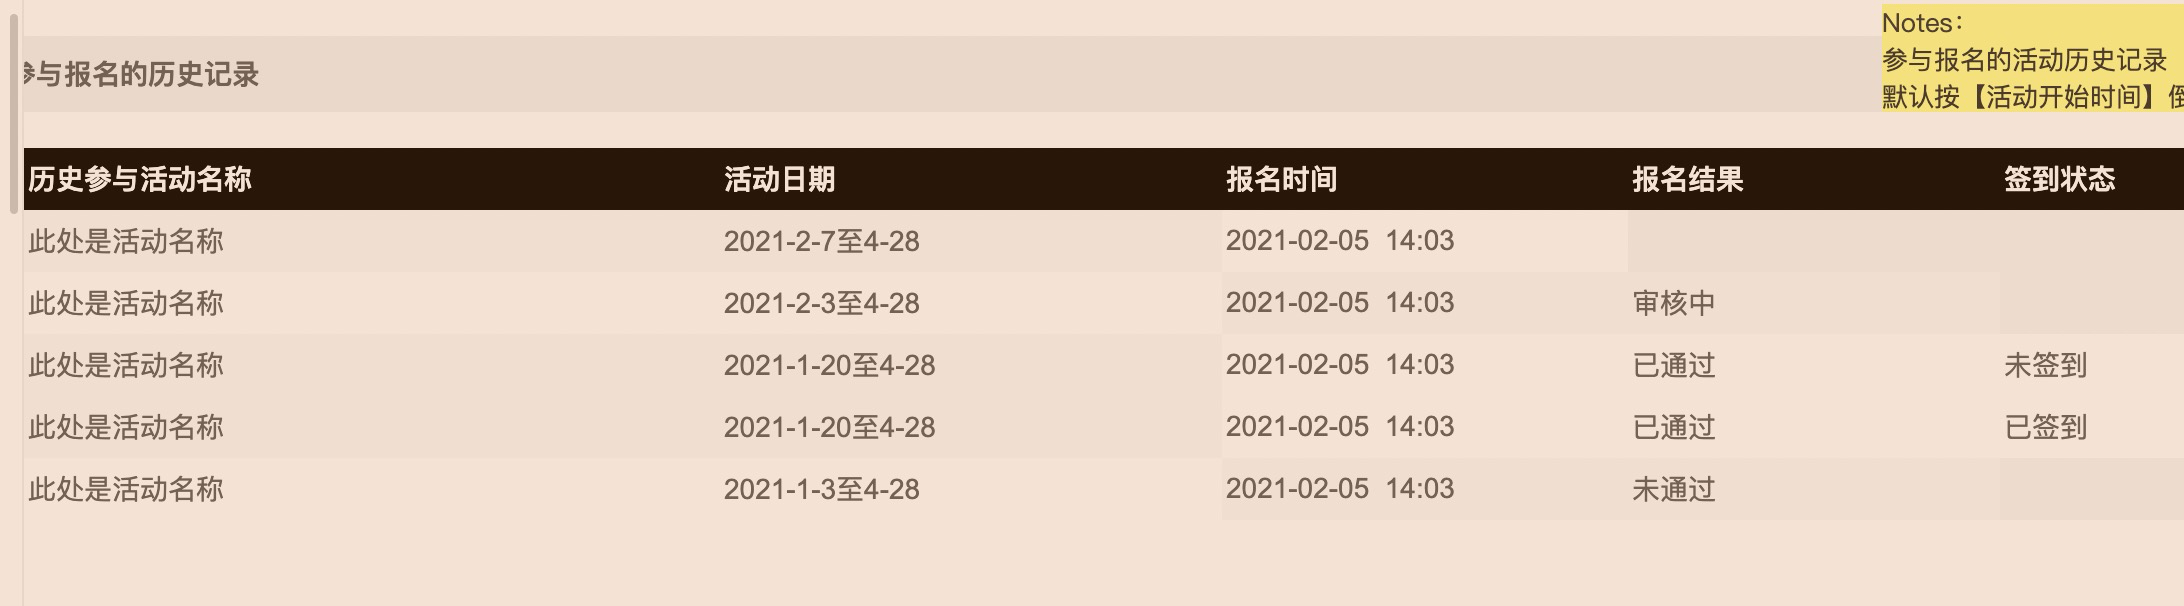 Notes：
参与报名的历史记录
参与报名的活动历史记录
默认按【活动开始时间】
历史参与活动名称 活动日期 报名时间 报名结果 签到状态
此处是活动名称 2021-2-7至4-28 2021-02-05 14:03
此处是活动名称 2021-2-3至4-28 2021-02-05 14:03 审核中
此处是活动名称 2021-1-20至4-28 2021-02-05 14:03 已通过 未签到
此处是活动名称 2021-1-20至4-28 2021-02-05 14:03 已通过 已签到
此处是活动名称 2021-1-3至4-28 2021-02-05 14:03 未通过